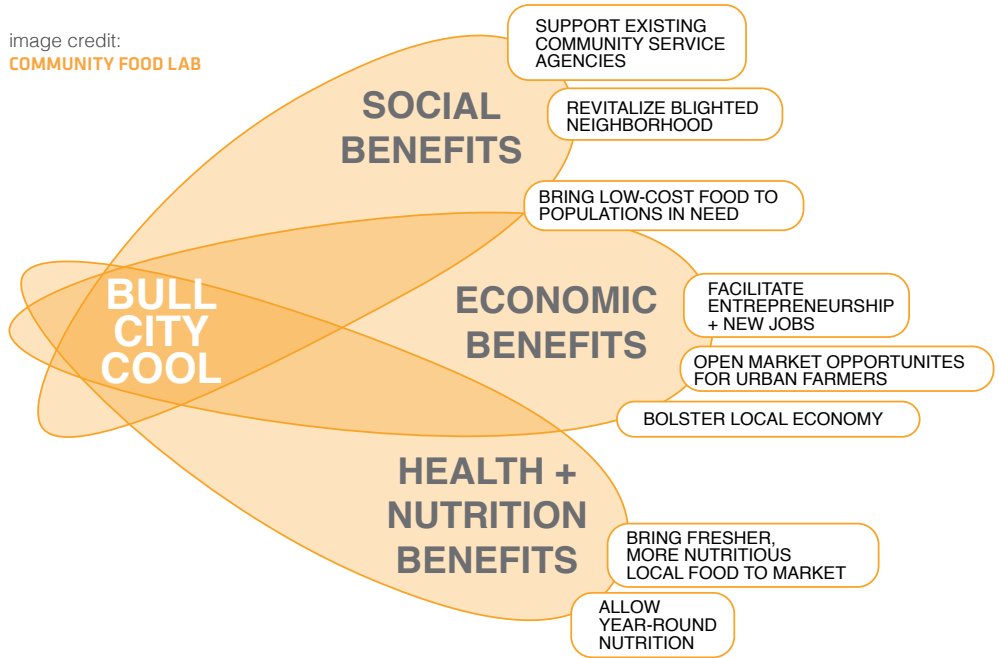 image credit:
COMMUNITY FOOD LAB
SOCIAL
BENEFITS
SUPPORT EXISTING
COMMUNITY SERVICE
AGENCIES
REVITALIZE BLIGHTED
NEIGHBORHOOD
BRING LOW-COST FOOD TO
POPULATIONS IN NEED
BULL
CITY
COOL
ECONOMIC
BENEFITS
FACILITATE
ENTREPRENEURSHIP
+ NEW JOBS
OPEN MARKET OPPORTUNITES
FOR URBAN FARMERS
BOLSTER LOCAL ECONOMY
HEALTH +
NUTRITION
BENEFITS
BRING FRESHER,
MORE NUTRITIOUS
LOCAL FOOD TO MARKET
ALLOW
YEAR-ROUND
NUTRITION